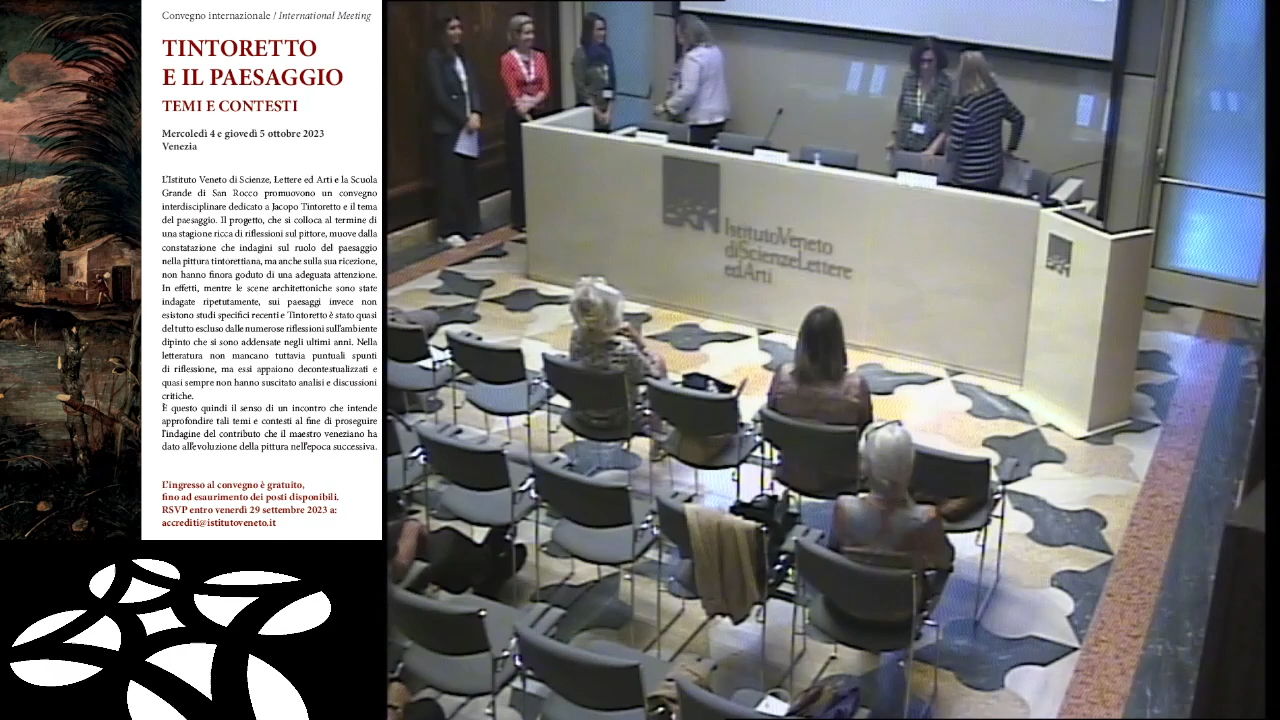 Convegno internazionale / International Meeting
TINTORETTO
E IL PAESAGGIO
TEMI E CONTESTI
Mercoledì 4 e giovedì 5 ottobre 2023
Venezia
L'Istituto Veneto di Scienze, Lettere ed Arti e la Scuola
Grande di San Rocco promuovono un convegno
interdisciplinare dedicato a Jacopo Tintoretto e il tema
del paesaggio. Il progetto, che si colloca al termine di
una stagione ricca di riflessioni sul pittore, muove dalla
constatazione che indagini sul ruolo del paesaggio
nella pittura tintorettiana, ma anche sulla sua ricezione,
non hanno finora goduto di una adeguata attenzione.
In effetti, mentre le scene architettoniche sono state
indagate ripetutamente, sui paesaggi invece non
esistono studi specifici recenti e Tintoretto è stato quasi
del tutto escluso dalle numerose riflessioni sull'ambiente
dipinto che si sono addensate negli ultimi anni. Nella
letteratura non mancano tuttavia puntuali spunti
di riflessione, ma essi appaiono decontestualizzati e
quasi sempre non hanno suscitato analisi e discussioni
critiche.
È questo quindi il senso di un incontro che intende
approfondire tali temi e contesti al fine di proseguire
l'indagine del contributo che il maestro veneziano ha
dato all'evoluzione della pittura nell'epoca successiva.
L'ingresso al convegno è gratuito,
fino ad esaurimento dei posti disponibili.
RSVP entro venerdì 29 settembre 2023 a:
accrediti@istitutoveneto.it
IstitutoVeneto
diScienzeLettere
edArti